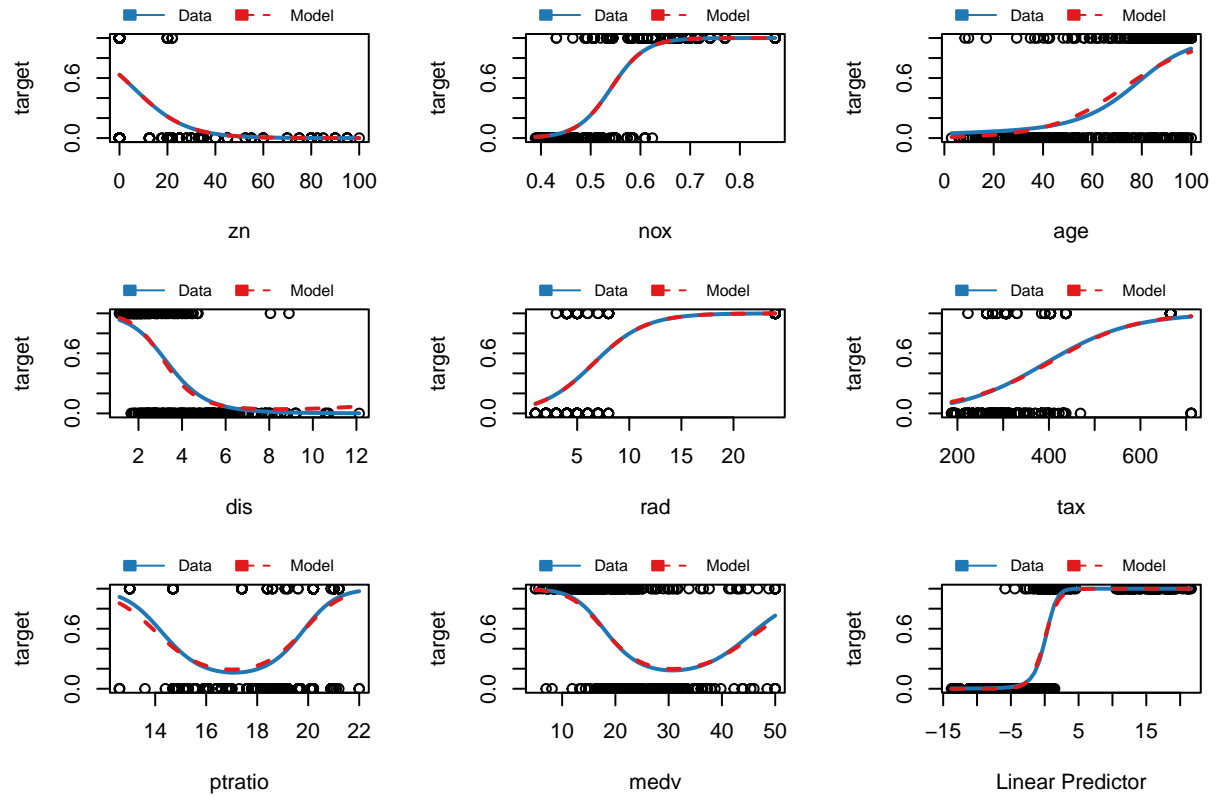 Data Model
target
0.0 0.6
0 20 40 60 80 100
zn
Data Model
target
0.0 0.6
0.4 0.5 0.6 0.7 0.8
nox
Data Model
target
0.0 0.6
0 20 40 60 80 100
age
Data Model
target
0.0 0.6
2 4 6 8 10 12
dis
Data Model
target
0.0 0.6
5 10 15 20
rad
Data Model
target
0.0 0.6
200 400 600
tax
Data Model
target
0.0 0.6
14 16 18 20 22
ptratio
Data Model
target
0.0 0.6
10 20 30 40 50
medv
Data Model
target
0.0 0.6
−15 −5 5 15
Linear Predictor